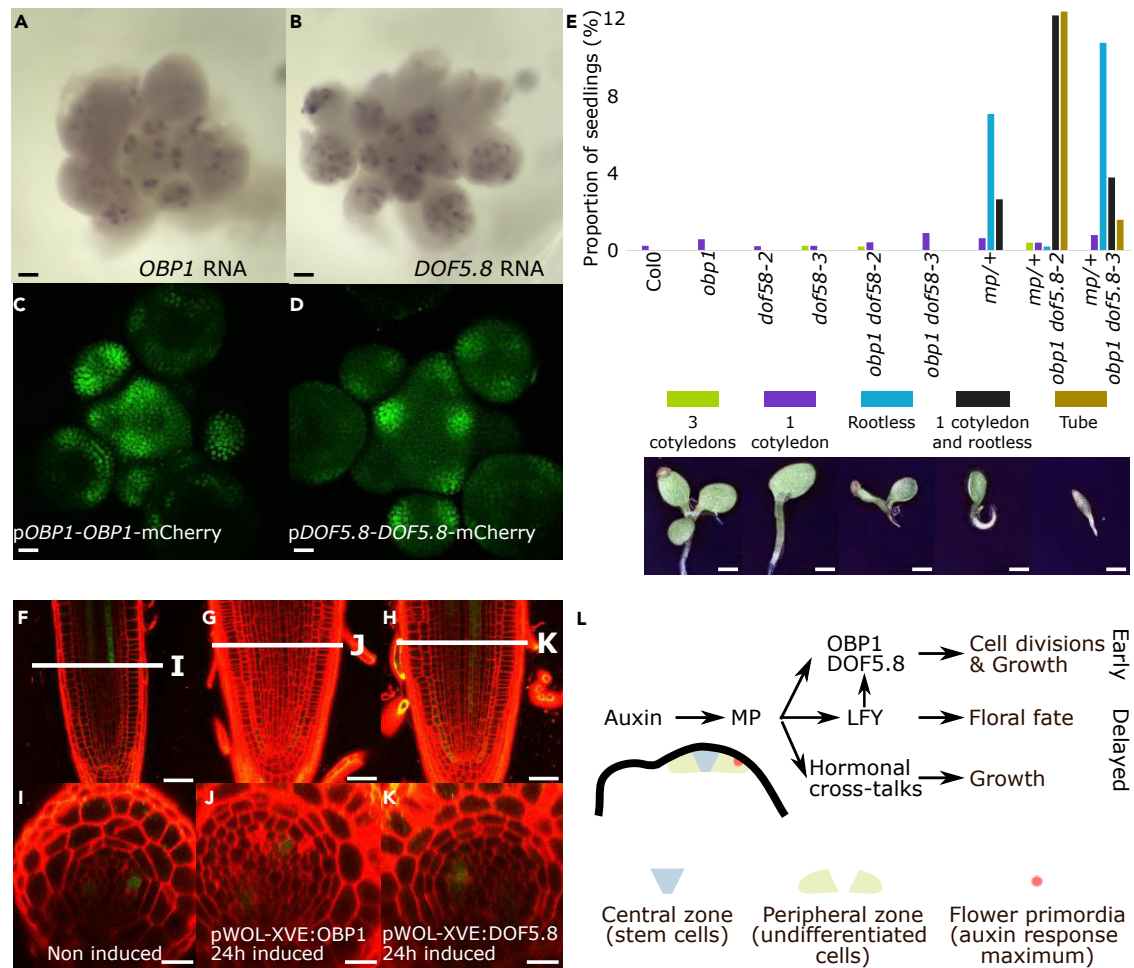 A
OBP1 RNA
B
DOF5.8 RNA
C
pOBP1-OBP1-mCherry
D
pDOF5.8-DOF5.8-mCherry
E
Proportion of seedlings (%)
12
8
4
0
Col0
obp1
dof58-2
dof58-3
obp1 dof58-2
obp1 dof58-3
mp/+
mp/+
obp1 dof5.8-2
mp/+
obp1 dof5.8-3
3
cotyledons
1
cotyledon
Rootless
1 cotyledon
and rootless
Tube
F
I
G
J
H
K
I
Non induced
J
pWOL-XVE:OBP1
24h induced
K
pWOL-XVE:DOF5.8
24h induced
L
Auxin
MP
OBP1
DOF5.8
LFY
Hormonal
cross-talks
Cell divisions
& Growth
Floral fate
Growth
Early
Delayed
Central zone
(stem cells)
Peripheral zone
(undifferentiated
cells)
Flower primordia
(auxin response
maximum)